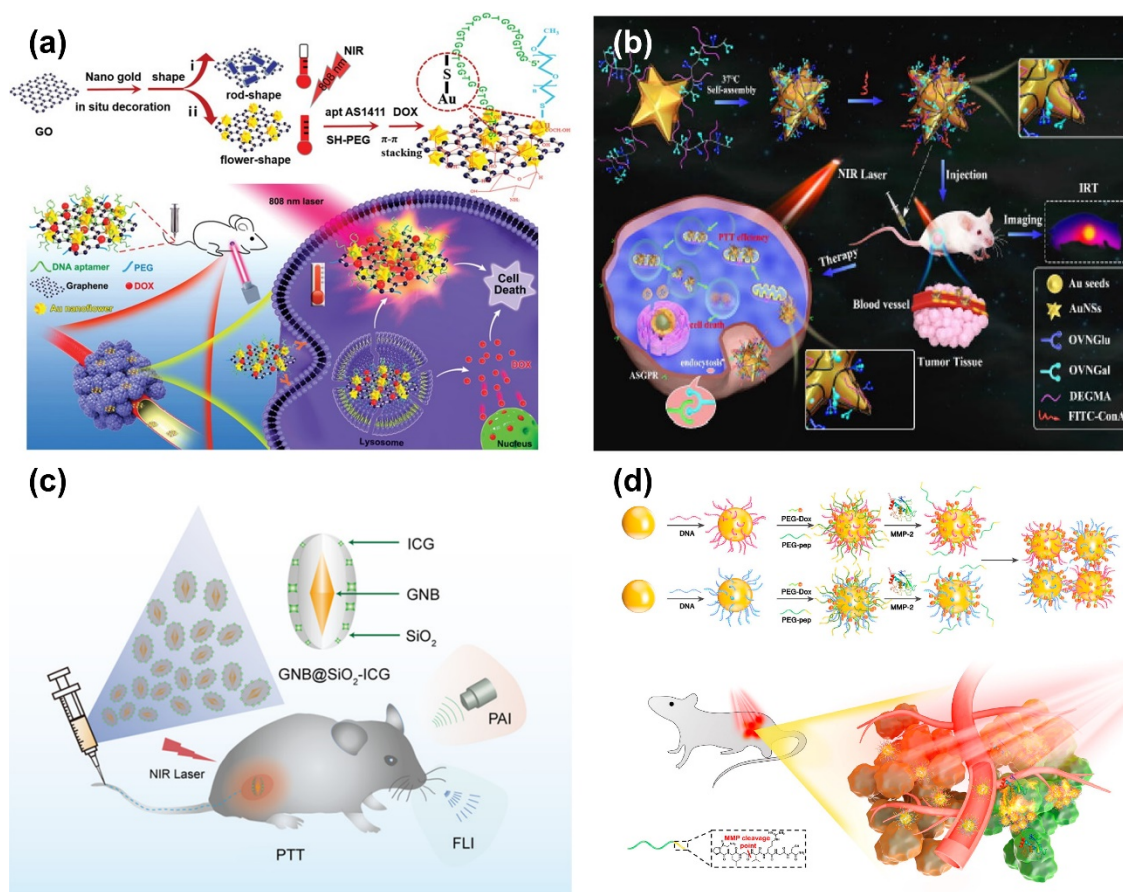 (a)
GO
Nano gold
in situ decoration
shape
i
ii
rod-shape
flower-shape
NIR
808 nm
apt AS1411
DOX
SH-PEG
π-π
stacking
S
Au
5'
CH₃
808 nm laser
DNA aptamer
PEG
Graphene
DOX
Au nanoflower
Cell
Death
DOX
Lysosome
Nucleus
(b)
37°C
Self-assembly
NIR Laser
Injection
IRT
Imaging
Therapy
PTT efficiency
cell death
endocytosis
ASGPR
Blood vessel
Tumor Tissue
Au seeds
AuNSs
OVNGlu
OVNGal
DEGMA
FITC-ConA
(c)
ICG
GNB
SiO₂
GNB@SiO₂-ICG
NIR Laser
PAI
FLI
PTT
(d)
DNA
PEG-Dox
PEG-pep
MMP-2
DNA
PEG-Dox
PEG-pep
MMP-2
MMP cleavage
point